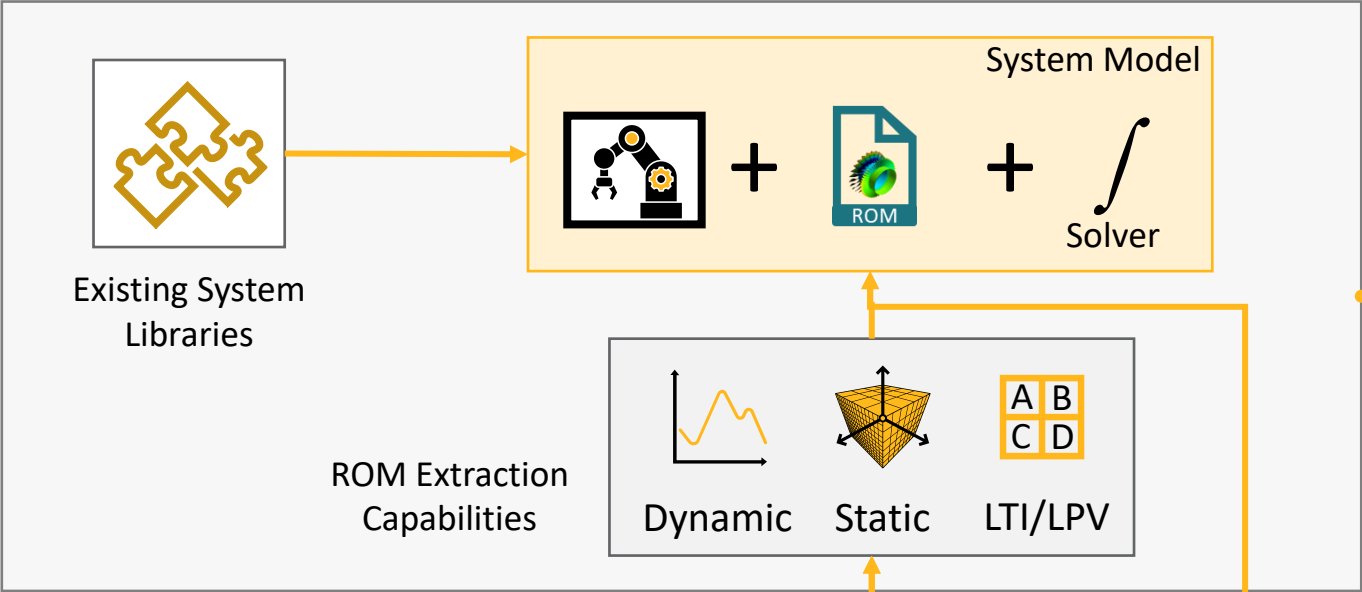 System Model
+
+
ROM
Solver
Existing System
Libraries
A B
C D
ROM Extraction
Capabilities
Dynamic
Static
LTI/LPV